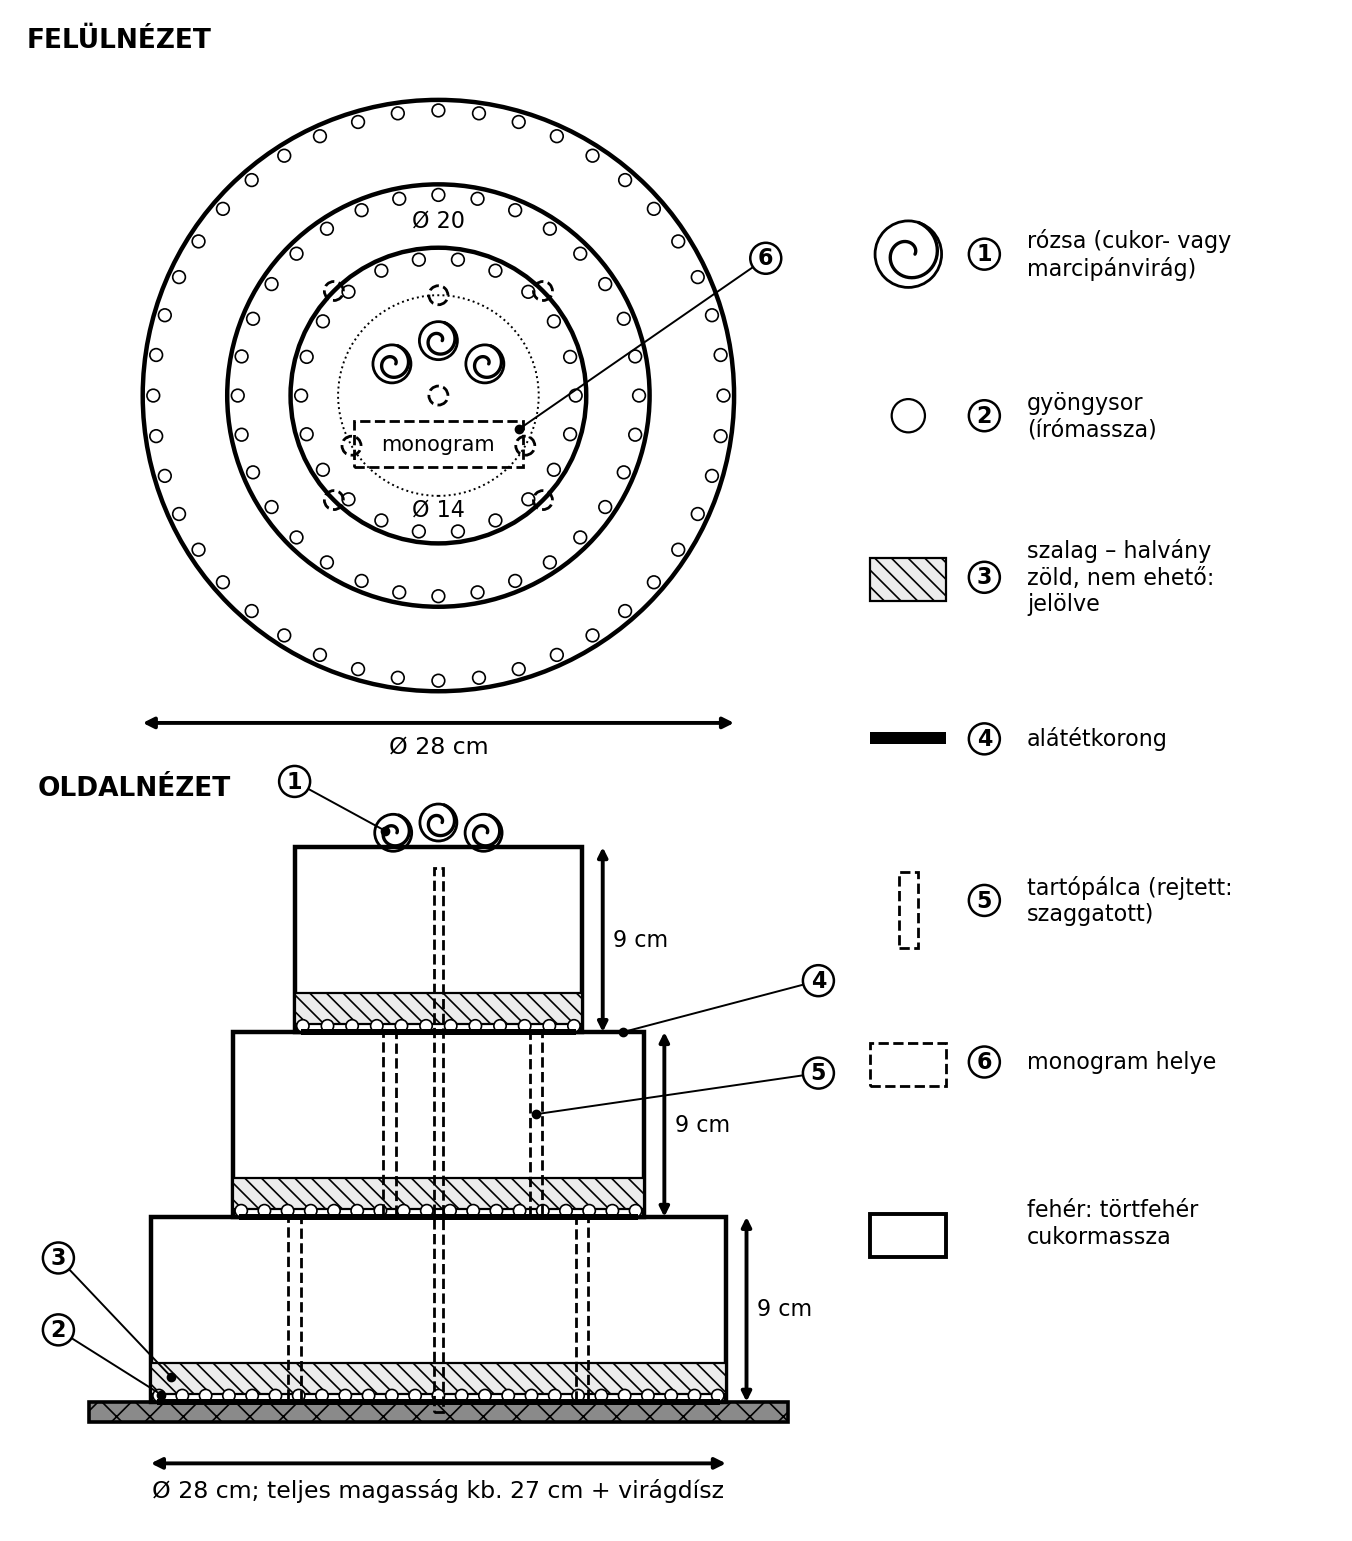 FELÜLNÉZET
Ø 20
6
monogram
Ø 14
Ø 28 cm
1
rózsa (cukor- vagy
marcipánvirág)
2
gyöngysor
(írómassza)
3
szalag – halvány
zöld, nem ehető:
jelölve
4
alátétkorong
5
tartópálca (rejtett:
szaggatott)
6
monogram helye
fehér: törtfehér
cukormassza
OLDALNÉZET
1
9 cm
4
5
9 cm
3
2
9 cm
Ø 28 cm; teljes magasság kb. 27 cm + virágdísz